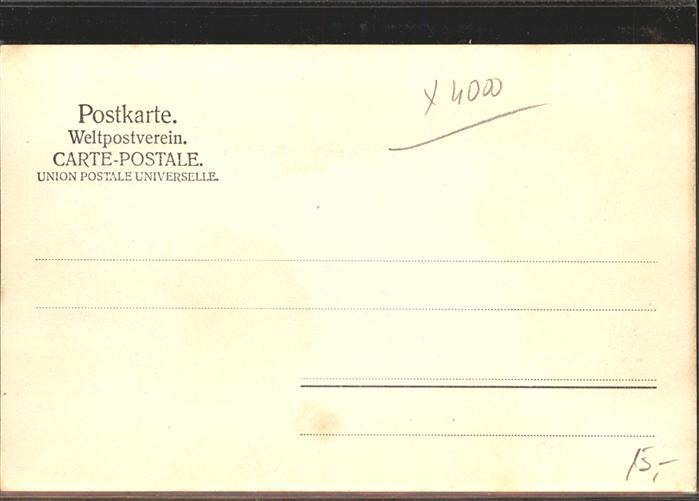 Postkarte.
Weltpostverein.
CARTE-POSTALE.
UNION POSTALE UNIVERSELLE.
X 4000
15,-